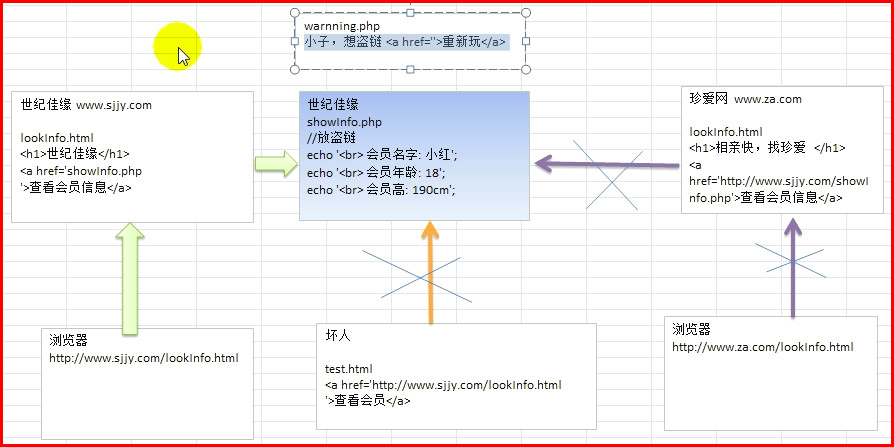 warnning.php
小子，想盗链 <a href=''>重新玩</a>
世纪佳缘 www.sjjy.com
lookInfo.html
<h1>世纪佳缘</h1>
<a href='showInfo.php
'>查看会员信息</a>
世纪佳缘
showInfo.php
//放盗链
echo '<br> 会员名字: 小红';
echo '<br> 会员年龄: 18';
echo '<br> 会员高: 190cm';
珍爱网 www.za.com
lookInfo.html
<h1>相亲快，找珍爱 </h1>
<a
href='http://www.sjjy.com/showI
nfo.php'>查看会员信息</a>
浏览器
http://www.sjjy.com/lookInfo.html
坏人
test.html
<a href='http://www.sjjy.com/lookInfo.html
'>查看会员</a>
浏览器
http://www.za.com/lookInfo.html